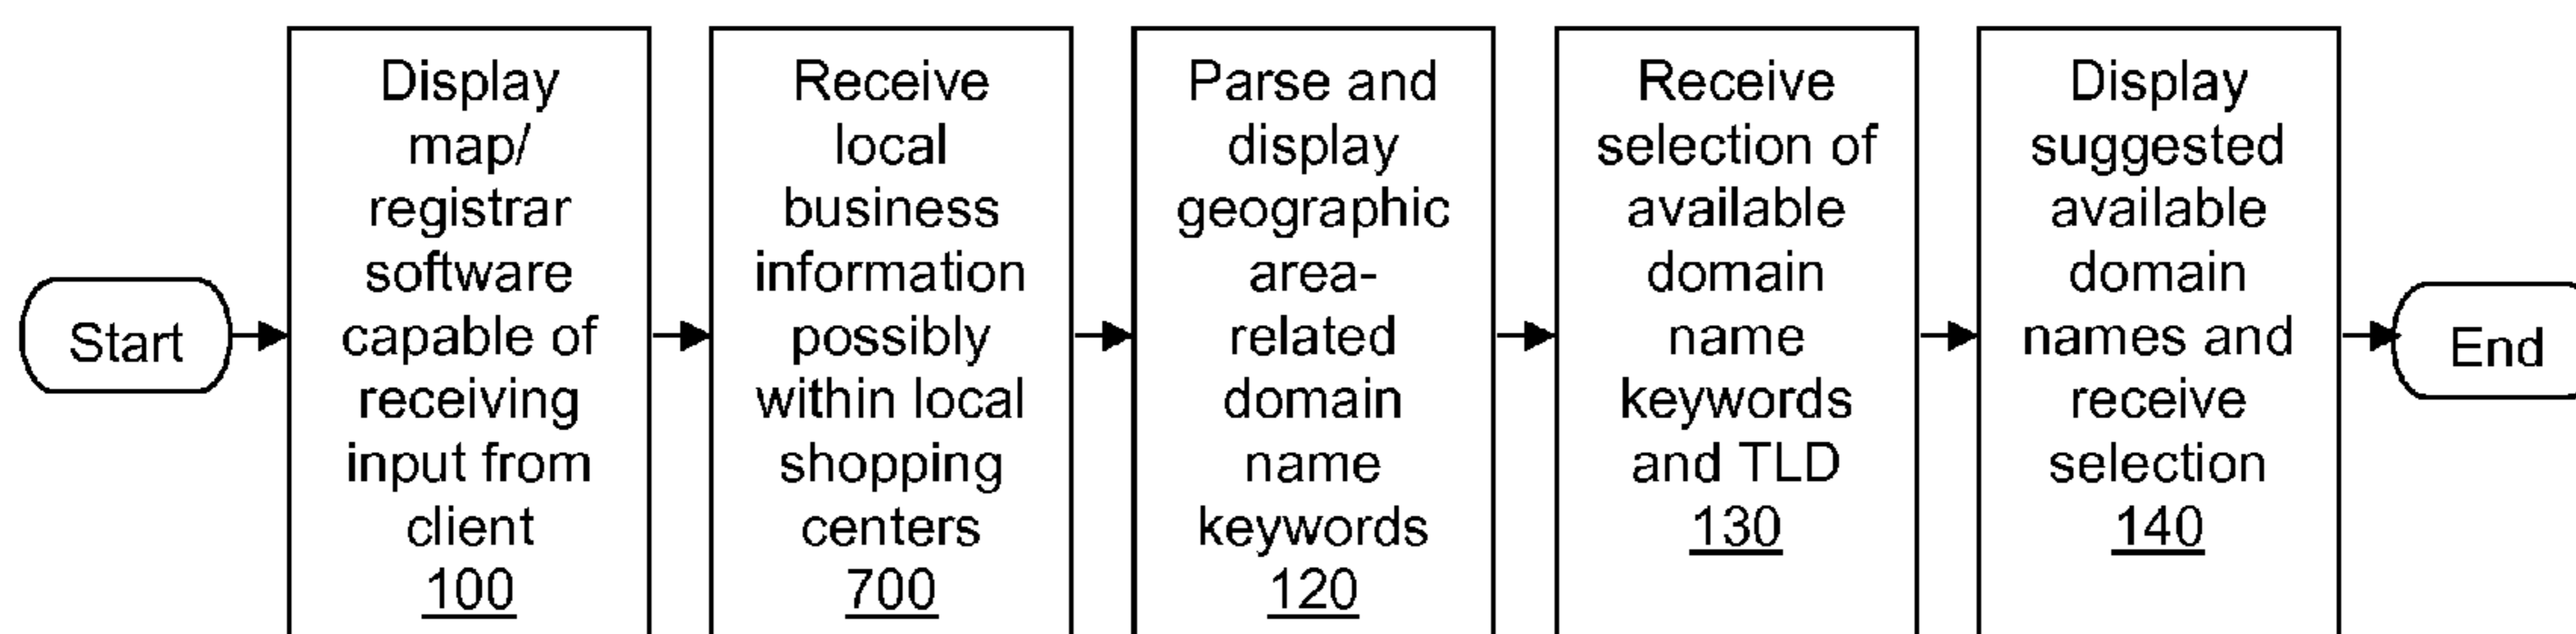 Start
Display
map/
registrar
software
capable of
receiving
input from
client
100
Receive
local
business
information
possibly
within local
shopping
centers
700
Parse and
display
geographic
area-
related
domain
name
keywords
120
Receive
selection of
available
domain
name
keywords
and TLD
130
Display
suggested
available
domain
names and
receive
selection
140
End